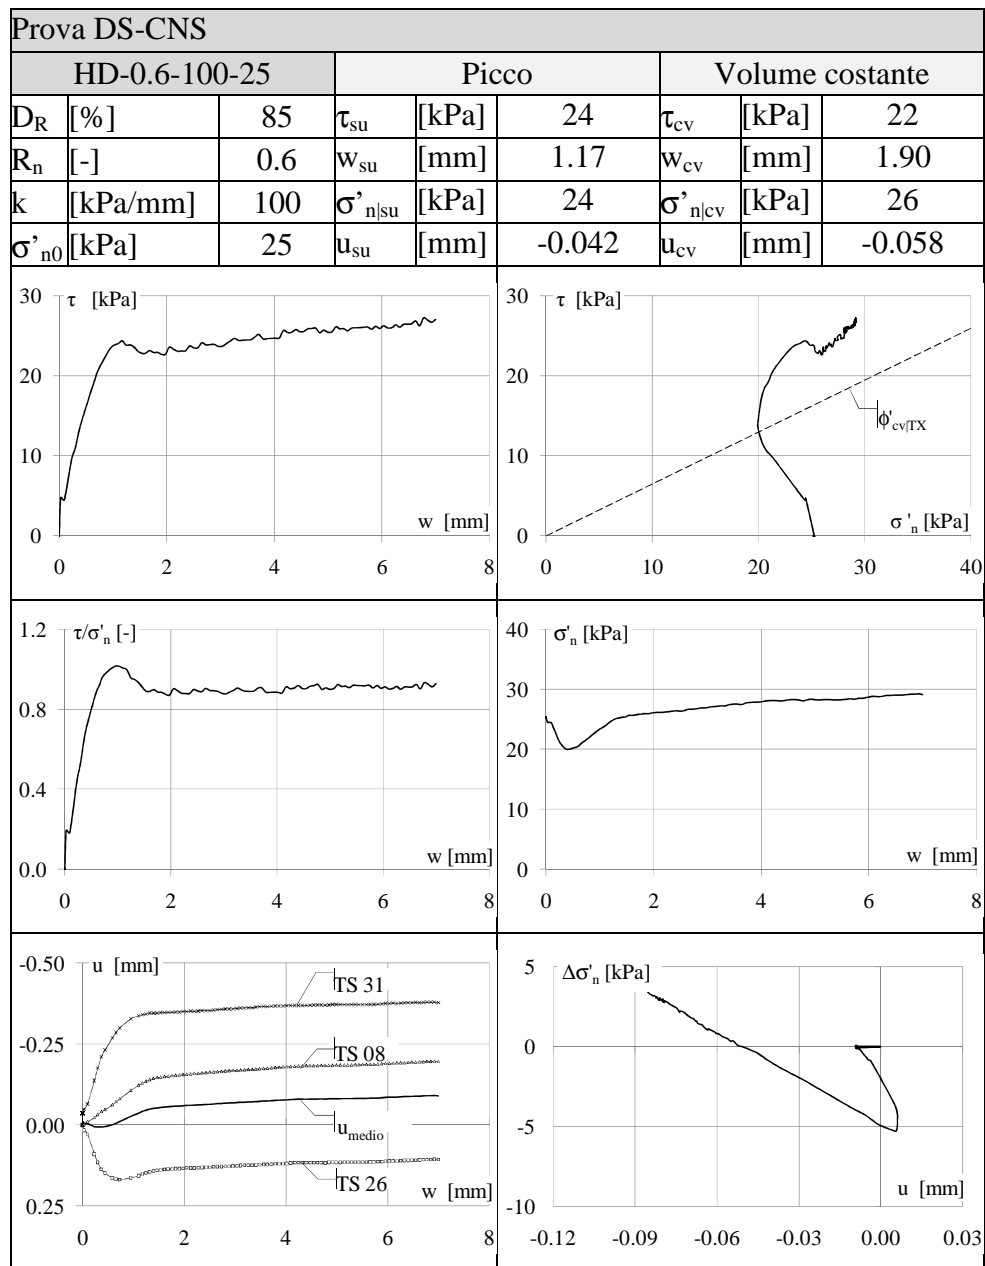 Prova DS-CNS
HD-0.6-100-25 Picco Volume costante
D_R [%] 85 τ_su [kPa] 24 τ_cv [kPa] 22
R_n [-] 0.6 w_su [mm] 1.17 w_cv [mm] 1.90
k [kPa/mm] 100 σ'_n|su [kPa] 24 σ'_n|cv [kPa] 26
σ'_n0 [kPa] 25 u_su [mm] -0.042 u_cv [mm] -0.058
τ [kPa]
30
20
10
0
w [mm]
0 2 4 6 8
τ [kPa]
30
20
10
0
ϕ'_cv|TX
σ'_n [kPa]
0 10 20 30 40
τ/σ'_n [-]
1.2
0.8
0.4
0.0
w [mm]
0 2 4 6 8
σ'_n [kPa]
40
30
20
10
0
w [mm]
0 2 4 6 8
u [mm]
-0.50
-0.25
0.00
0.25
TS 31
TS 08
u_medio
TS 26
w [mm]
0 2 4 6 8
Δσ'_n [kPa]
5
0
-5
-10
u [mm]
-0.12 -0.09 -0.06 -0.03 0.00 0.03